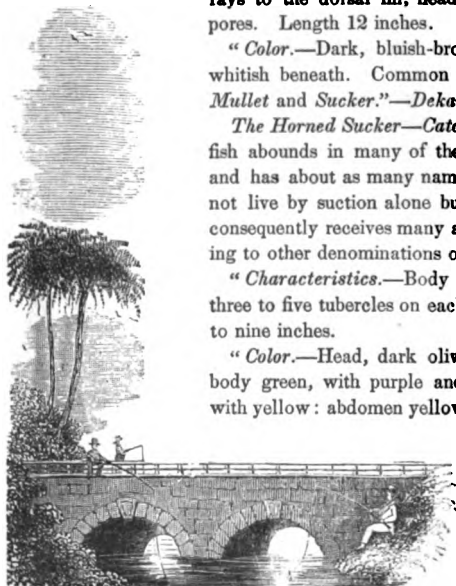 rays to the dorsal fin; head
pores. Length 12 inches.
“ Color.—Dark, bluish-bro
whitish beneath. Common
Mullet and Sucker.”—Deka
The Horned Sucker—Cato
fish abounds in many of the
and has about as many nam
not live by suction alone bu
consequently receives many a
ing to other denominations o
“ Characteristics.—Body
three to five tubercles on eac
to nine inches.
“ Color.—Head, dark oliv
body green, with purple and
with yellow : abdomen yellow